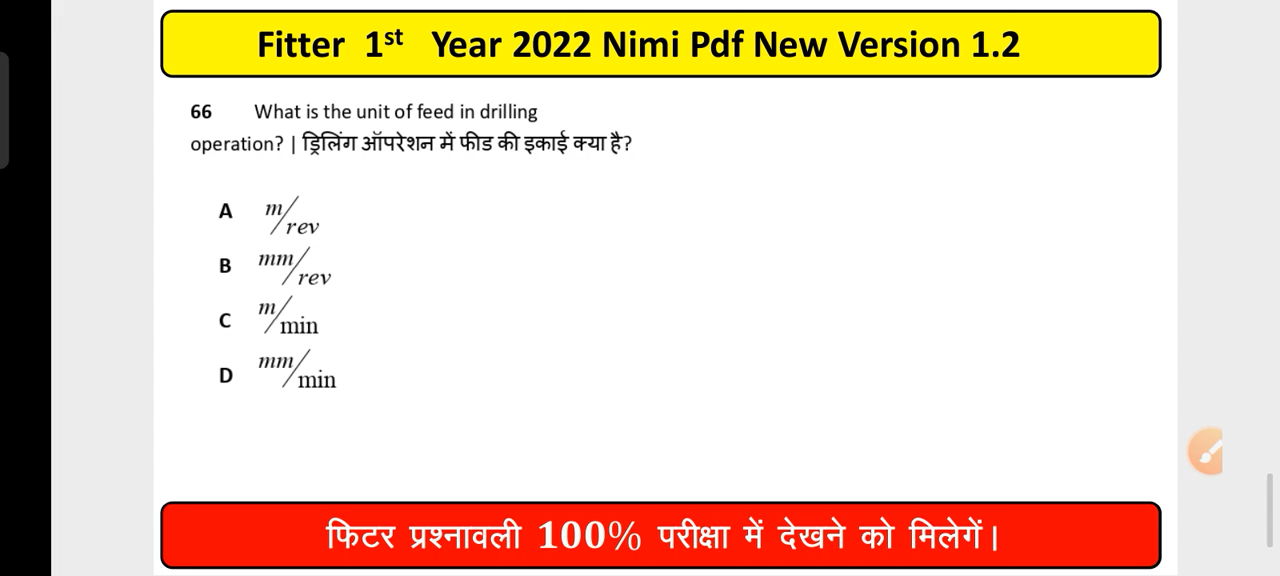 Fitter 1st Year 2022 Nimi Pdf New Version 1.2
66 What is the unit of feed in drilling
operation? | ड्रिलिंग ऑपरेशन में फीड की इकाई क्या है?
A m/rev
B mm/rev
C m/min
D mm/min
फिटर प्रश्नावली 100% परीक्षा में देखने को मिलेगें।